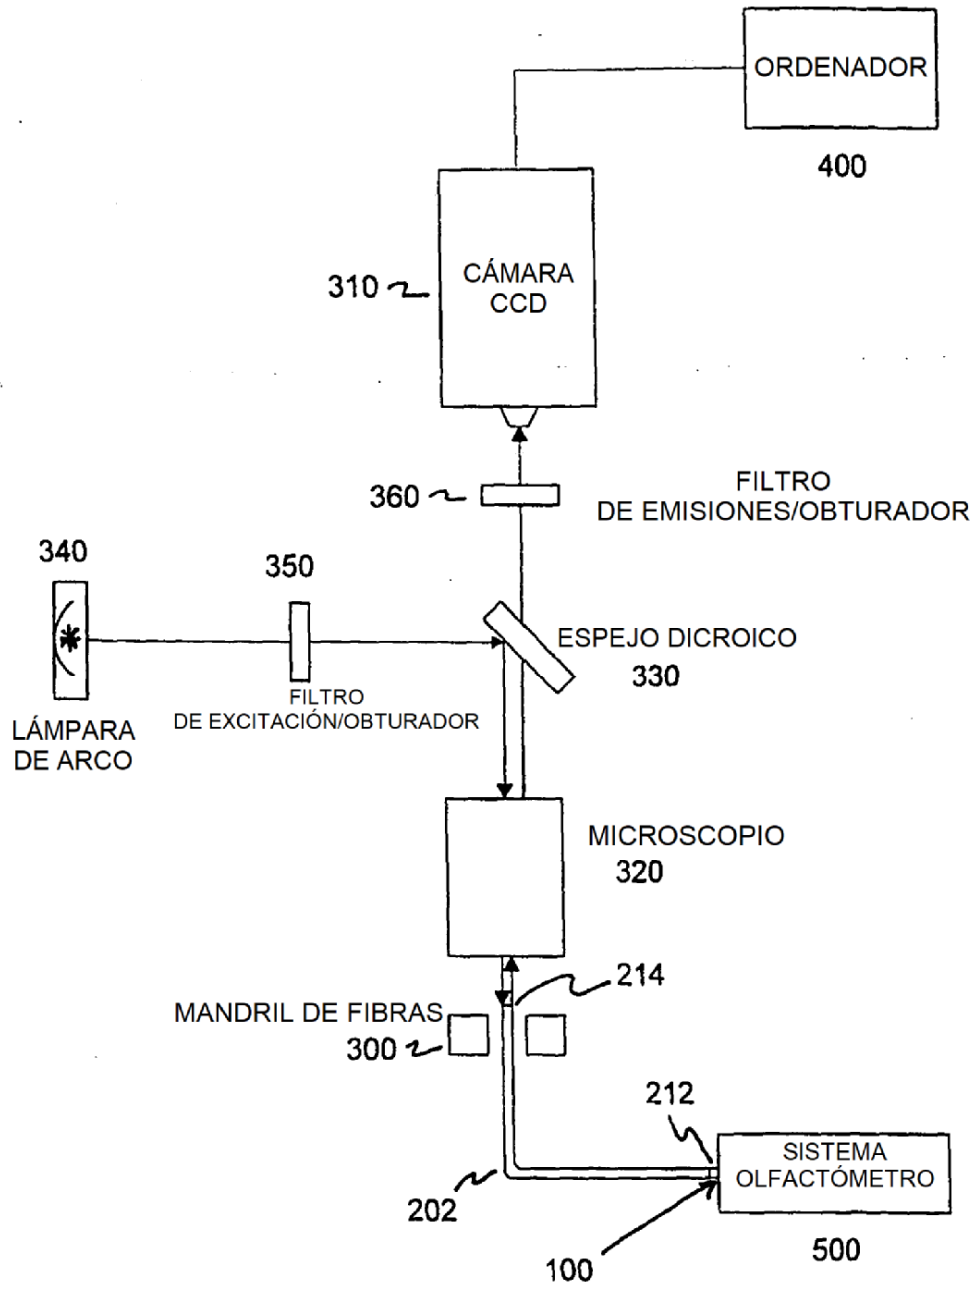 ORDENADOR
400
CÁMARA
CCD
310
360
FILTRO
DE EMISIONES/OBTURADOR
340
350
ESPEJO DICROICO
330
FILTRO
DE EXCITACIÓN/OBTURADOR
LÁMPARA
DE ARCO
MICROSCOPIO
320
214
MANDRIL DE FIBRAS
300
212
SISTEMA
OLFACTÓMETRO
202
100
500